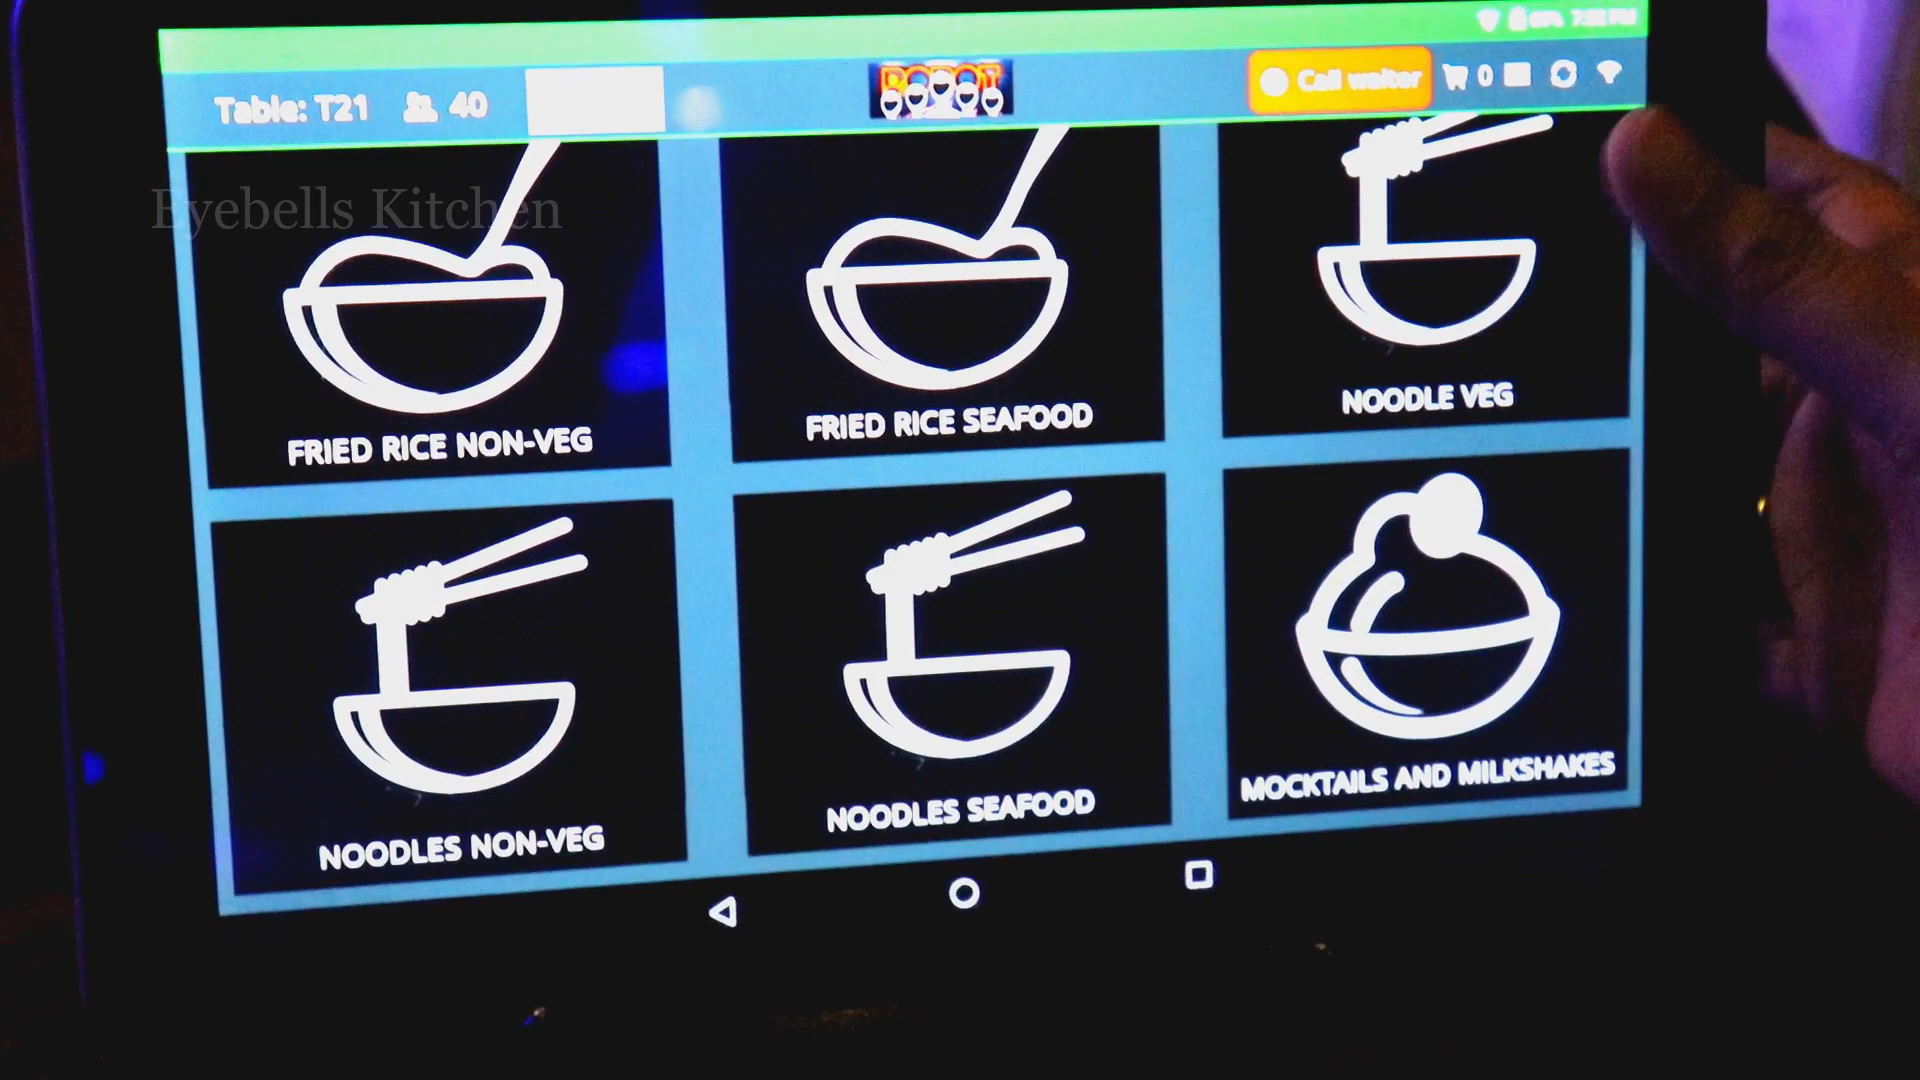 Table: T21 40
ROBOT
Call waiter 0
Eyebells Kitchen
FRIED RICE NON-VEG
FRIED RICE SEAFOOD
NOODLE VEG
NOODLES NON-VEG
NOODLES SEAFOOD
MOCKTAILS AND MILKSHAKES